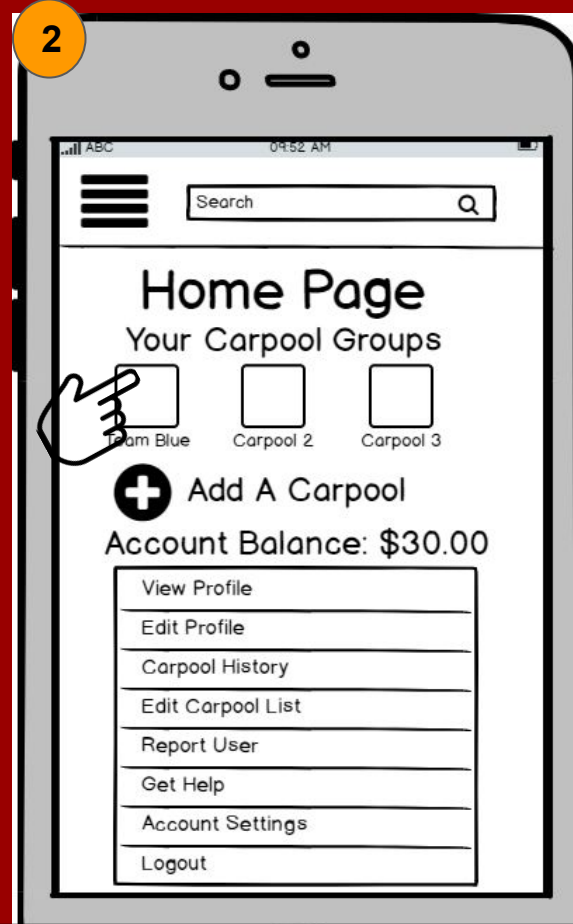 2
ABC 09:52 AM
Search
Home Page
Your Carpool Groups
Team Blue Carpool 2 Carpool 3
Add A Carpool
Account Balance: $30.00
View Profile
Edit Profile
Carpool History
Edit Carpool List
Report User
Get Help
Account Settings
Logout